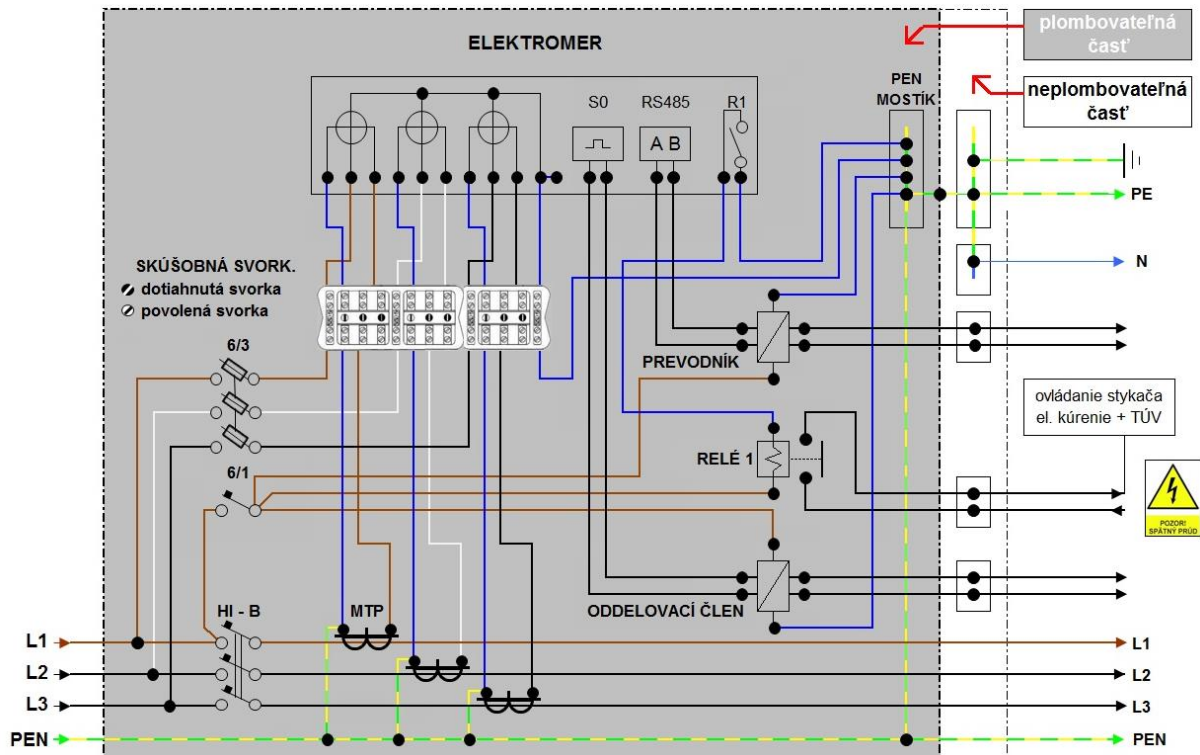 plombovateľná
časť
ELEKTROMER
PEN
MOSTÍK
neplombovateľná
časť
S0
RS485
R1
A B
PE
SKÚŠOBNÁ SVORK.
dotiahnutá svorka
povolená svorka
N
6/3
PREVODNÍK
ovládanie stykača
el. kúrenie + TÚV
RELÉ 1
6/1
POZOR!
SPÄTNÝ PRÚD
HI - B
MTP
ODDELOVACÍ ČLEN
L1
L1
L2
L2
L3
L3
PEN
PEN